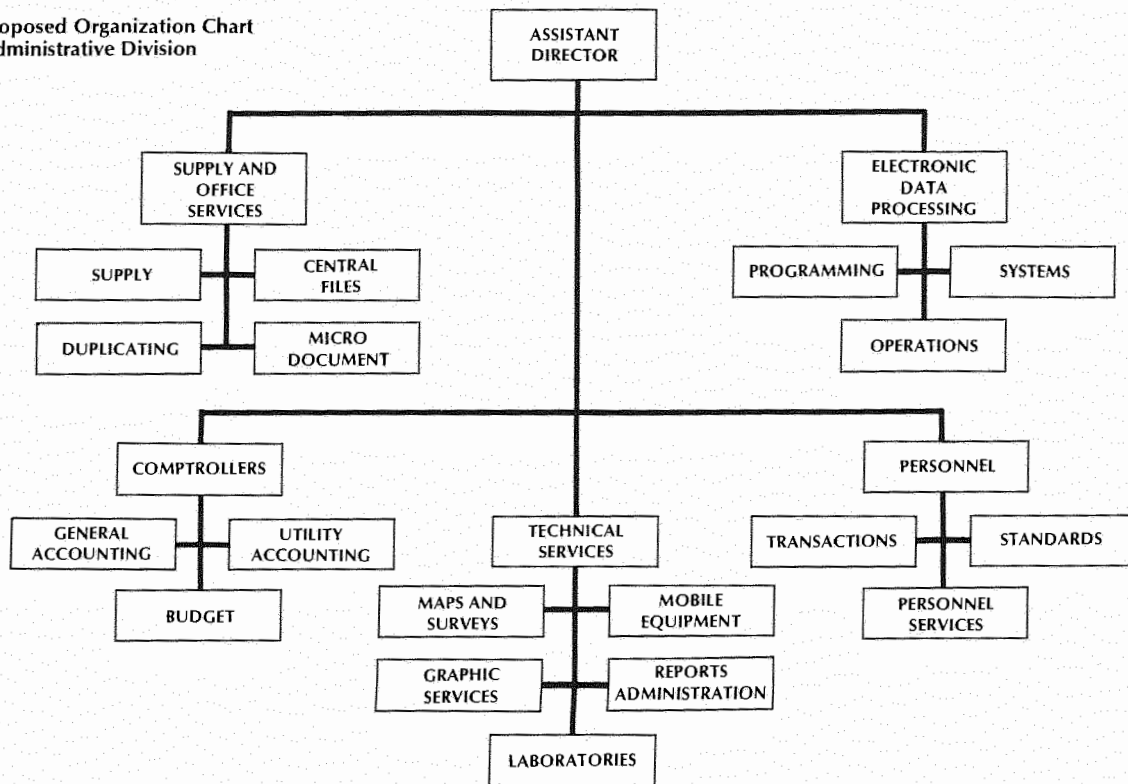 oposed Organization Chart
dministrative Division
ASSISTANT
DIRECTOR
SUPPLY AND
OFFICE
SERVICES
ELECTRONIC
DATA
PROCESSING
SUPPLY
CENTRAL
FILES
PROGRAMMING
SYSTEMS
DUPLICATING
MICRO
DOCUMENT
OPERATIONS
COMPTROLLERS
PERSONNEL
GENERAL
ACCOUNTING
UTILITY
ACCOUNTING
TECHNICAL
SERVICES
TRANSACTIONS
STANDARDS
BUDGET
MAPS AND
SURVEYS
MOBILE
EQUIPMENT
PERSONNEL
SERVICES
GRAPHIC
SERVICES
REPORTS
ADMINISTRATION
LABORATORIES